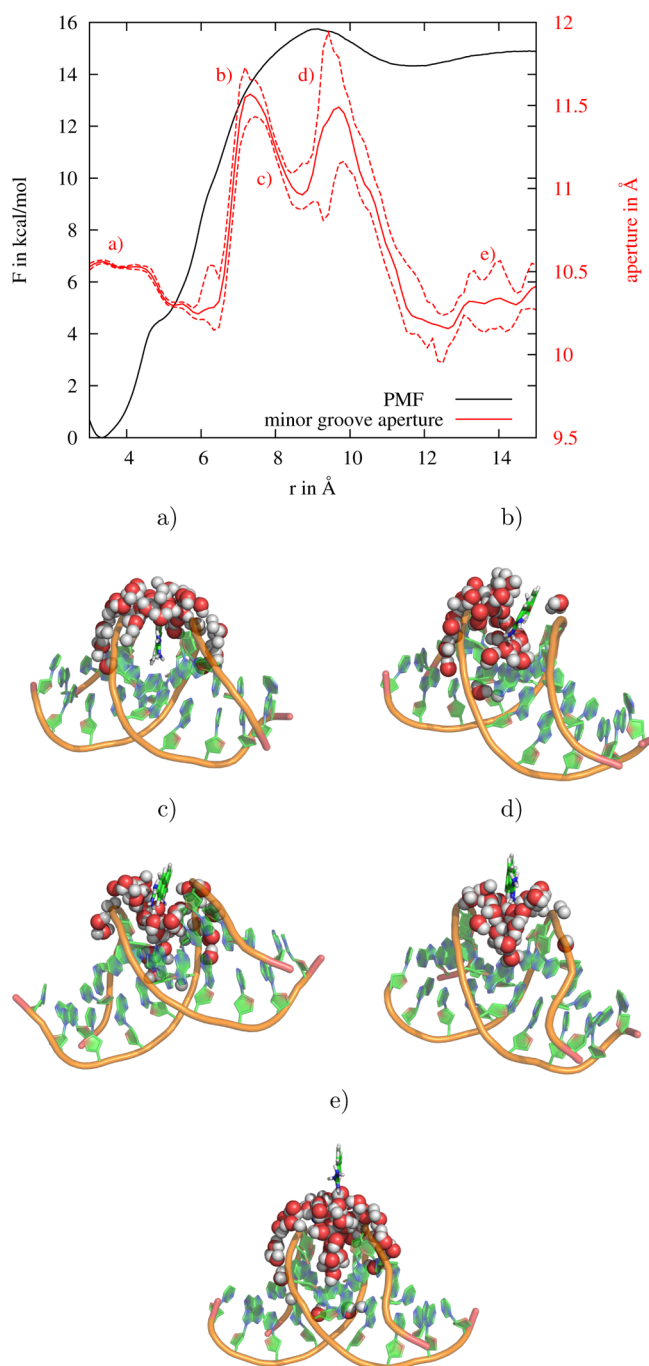 16
14
12
10
8
6
4
2
0
F in kcal/mol
4
6
8
10
12
14
r in Å
12
11.5
11
10.5
10
9.5
aperture in Å
a)
b)
c)
d)
e)
PMF
minor groove aperture
a)
b)
c)
d)
e)